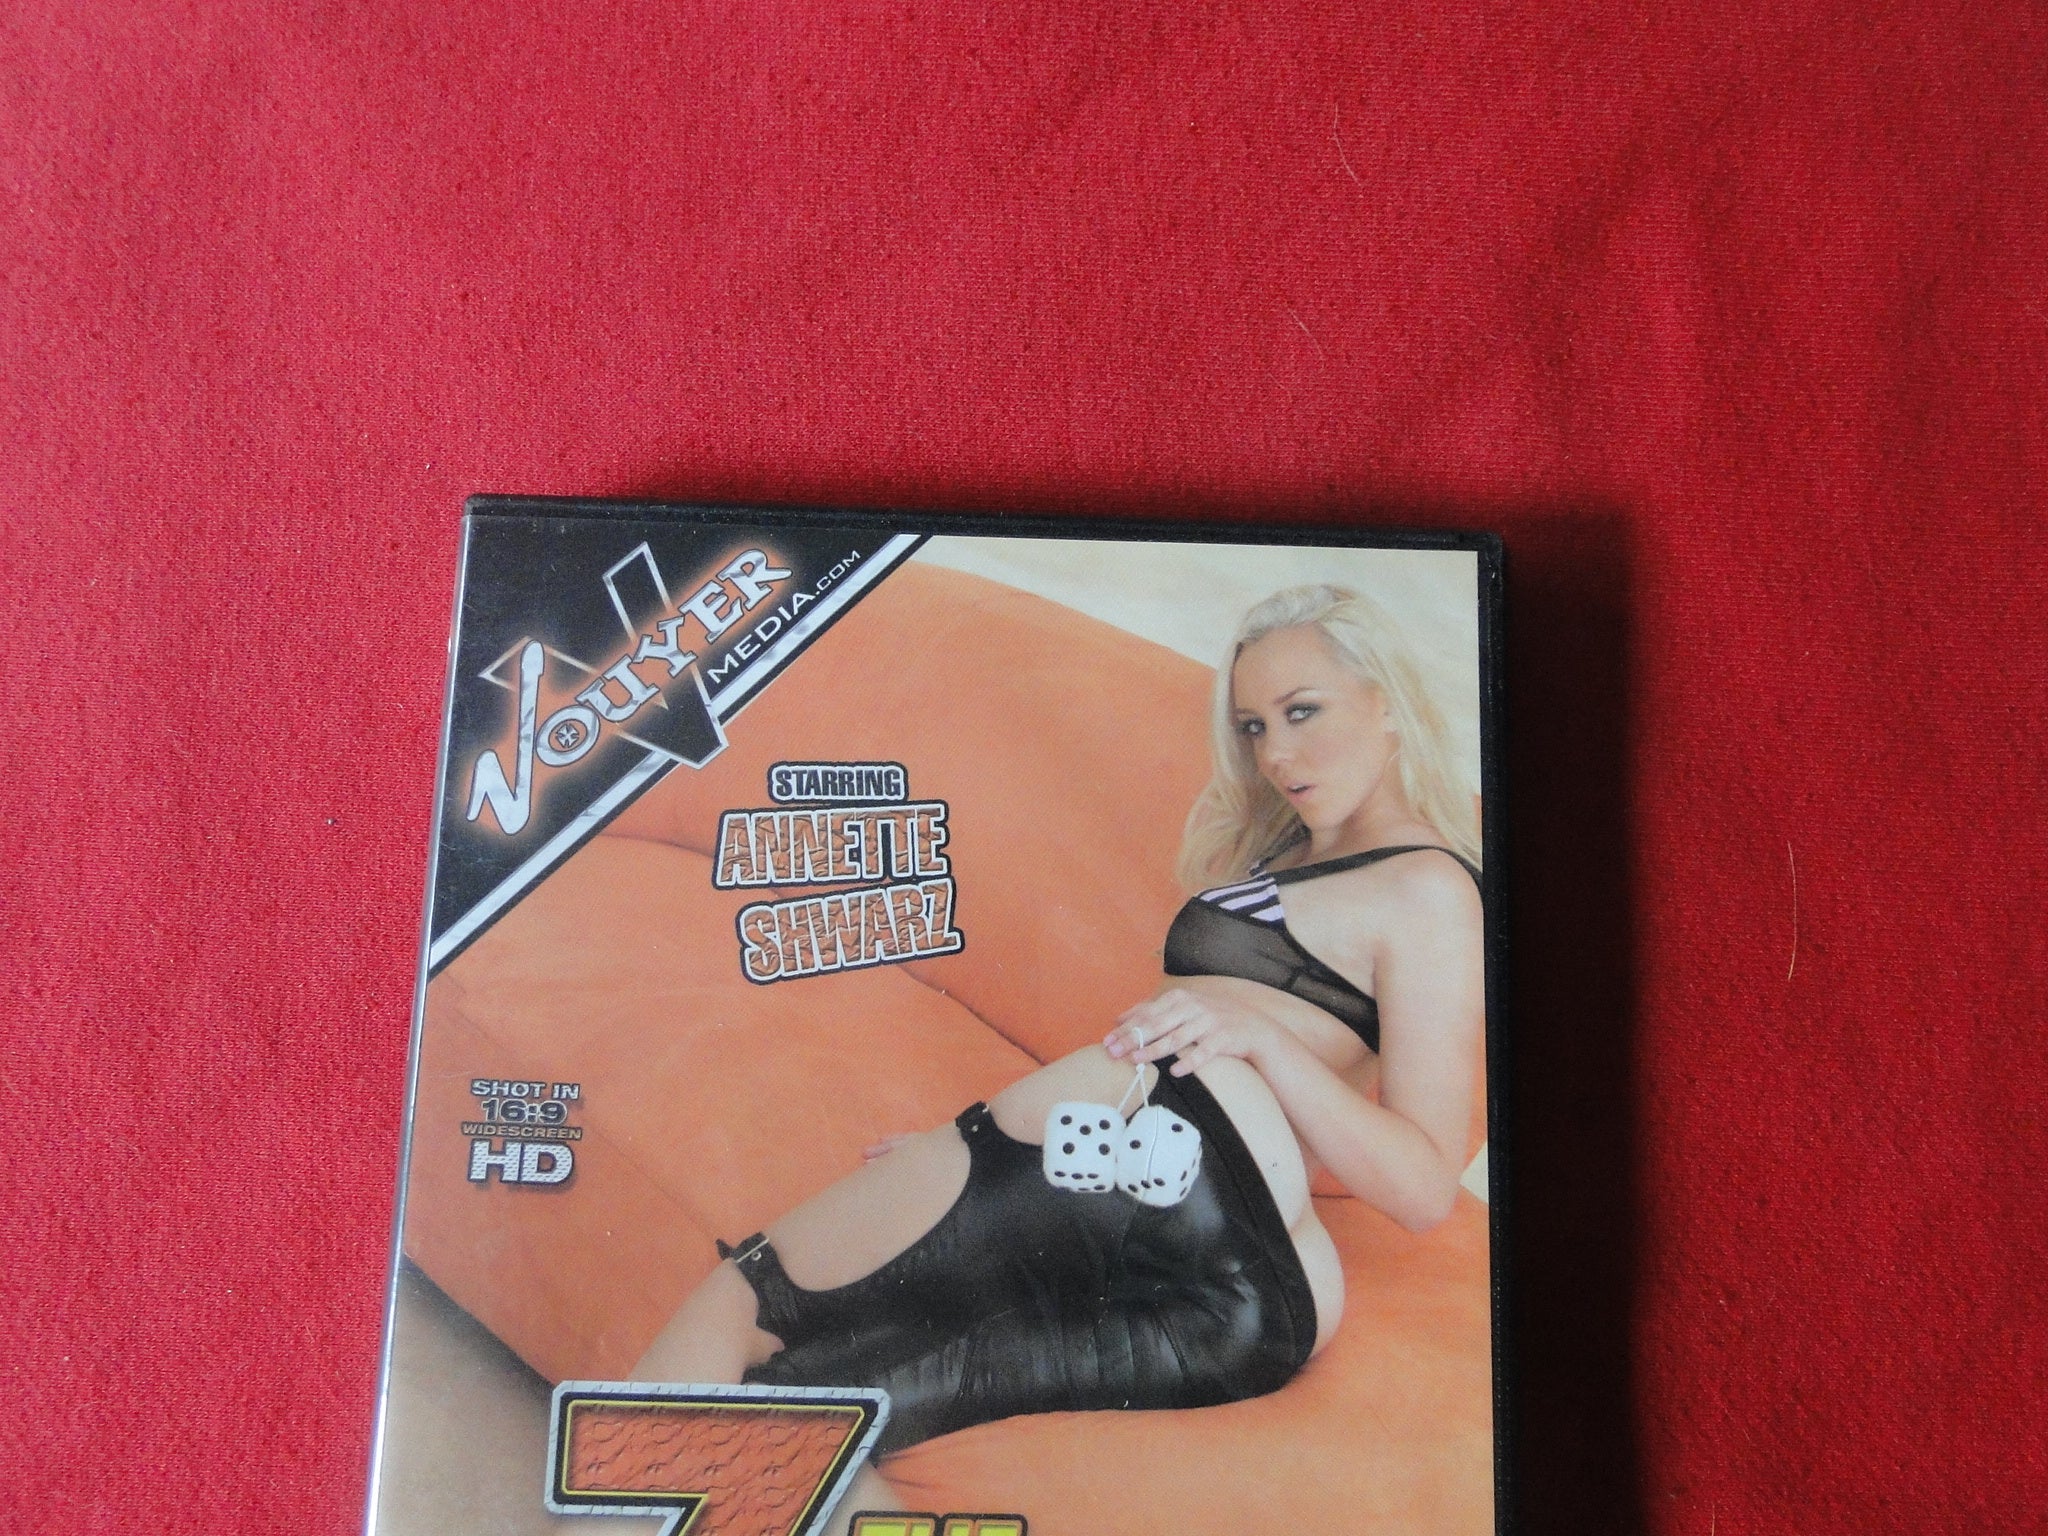 VOUYER
MEDIA.COM
STARRING
ANNETTE
SHWARZ
SHOT IN
16:9
WIDESCREEN
HD
7